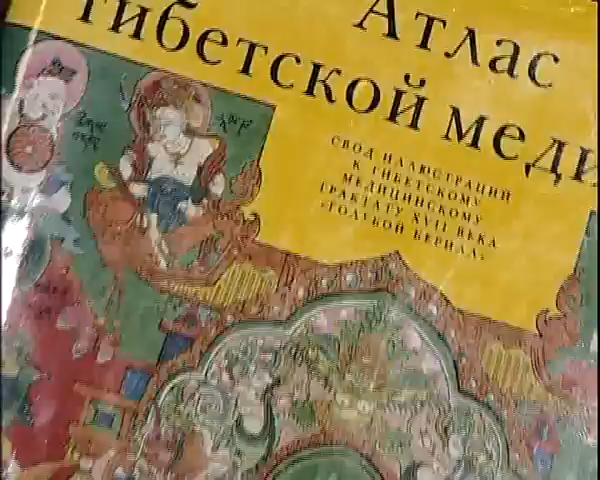 Атлас
тибетской меди
СВОД ИЛЛЮСТРАЦИЙ
К ТИБЕТСКОМУ
МЕДИЦИНСКОМУ
ТРАКТАТУ XVII ВЕКА
«ГОЛУБОЙ БЕРИЛЛ»